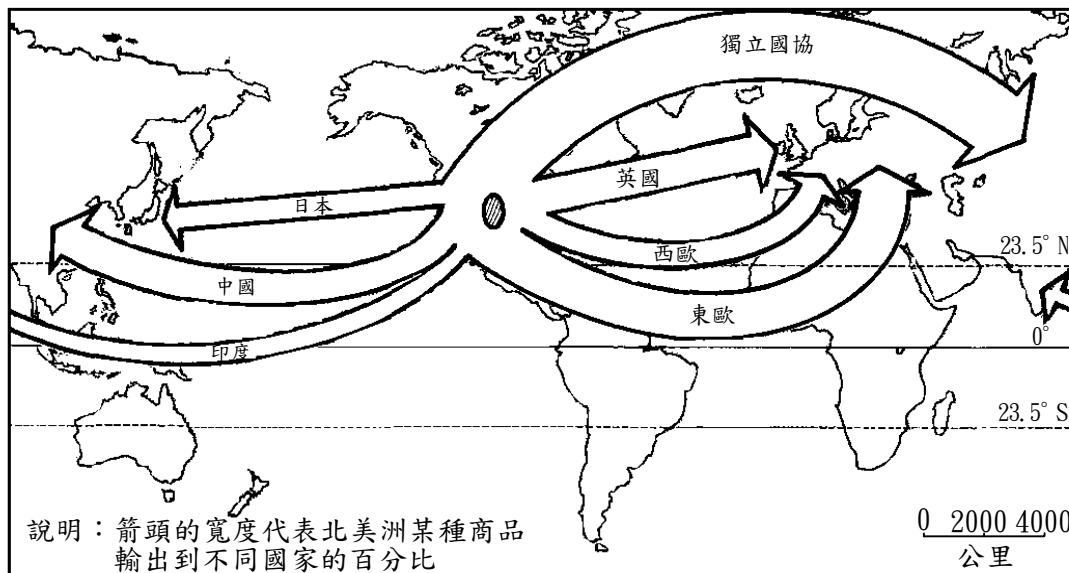 獨立國協
英國
日本
西歐
23.5° N
中國
東歐
0°
印度
23.5° S
說明：箭頭的寬度代表北美洲某種商品
輸出到不同國家的百分比
0 2000 4000
公里